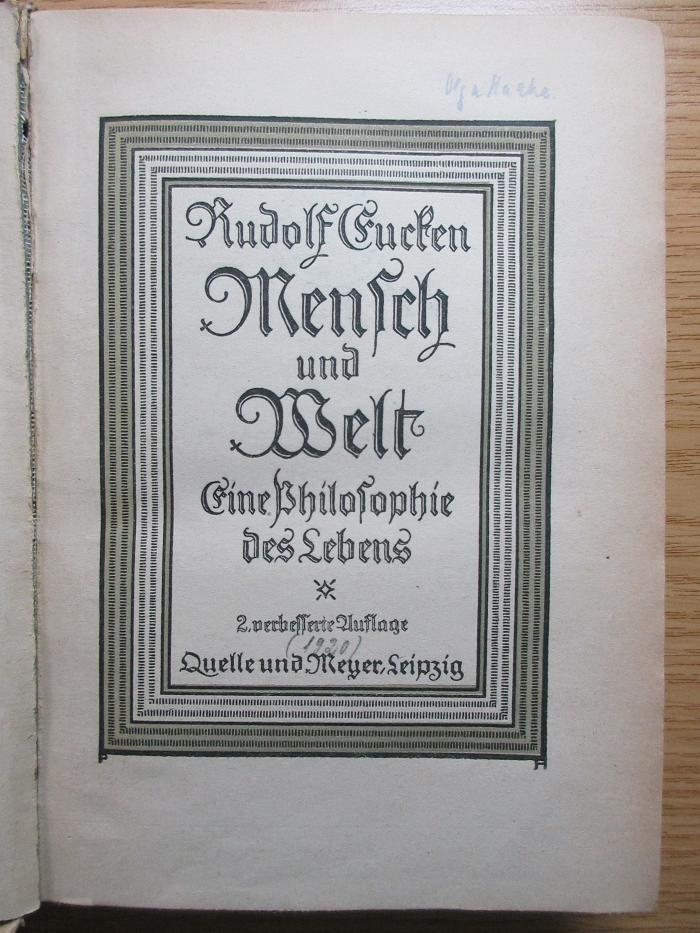 Rudolf Eucken
Mensch
und
Welt
Eine Philosophie
des Lebens
2. verbesserte Auflage
(1920)
Quelle und Meyer, Leipzig